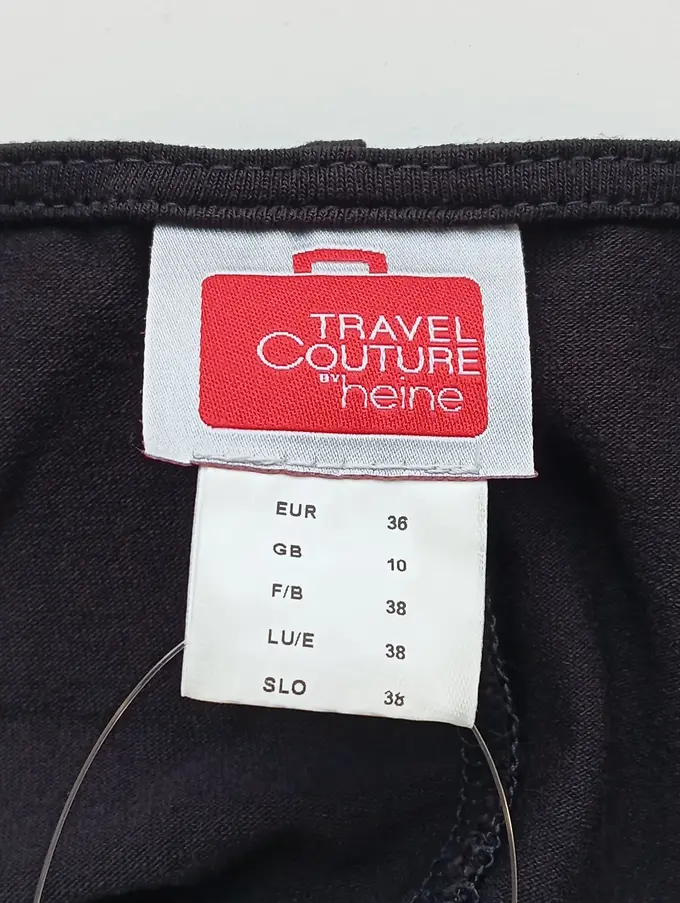 TRAVEL
COUTURE
BY heine
EUR 36
GB 10
F/B 38
LU/E 38
SLO 38